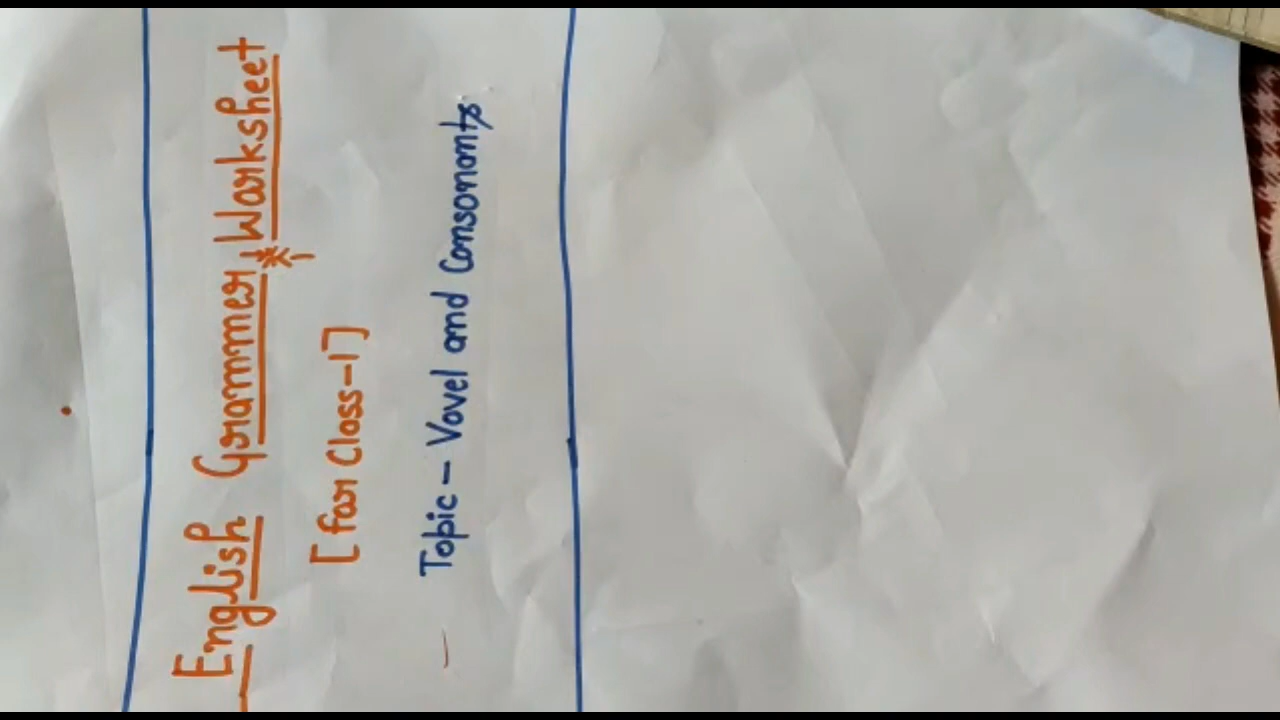 English Grammer Worksheet
[for Class-1]
Topic - Vovel and Consonants